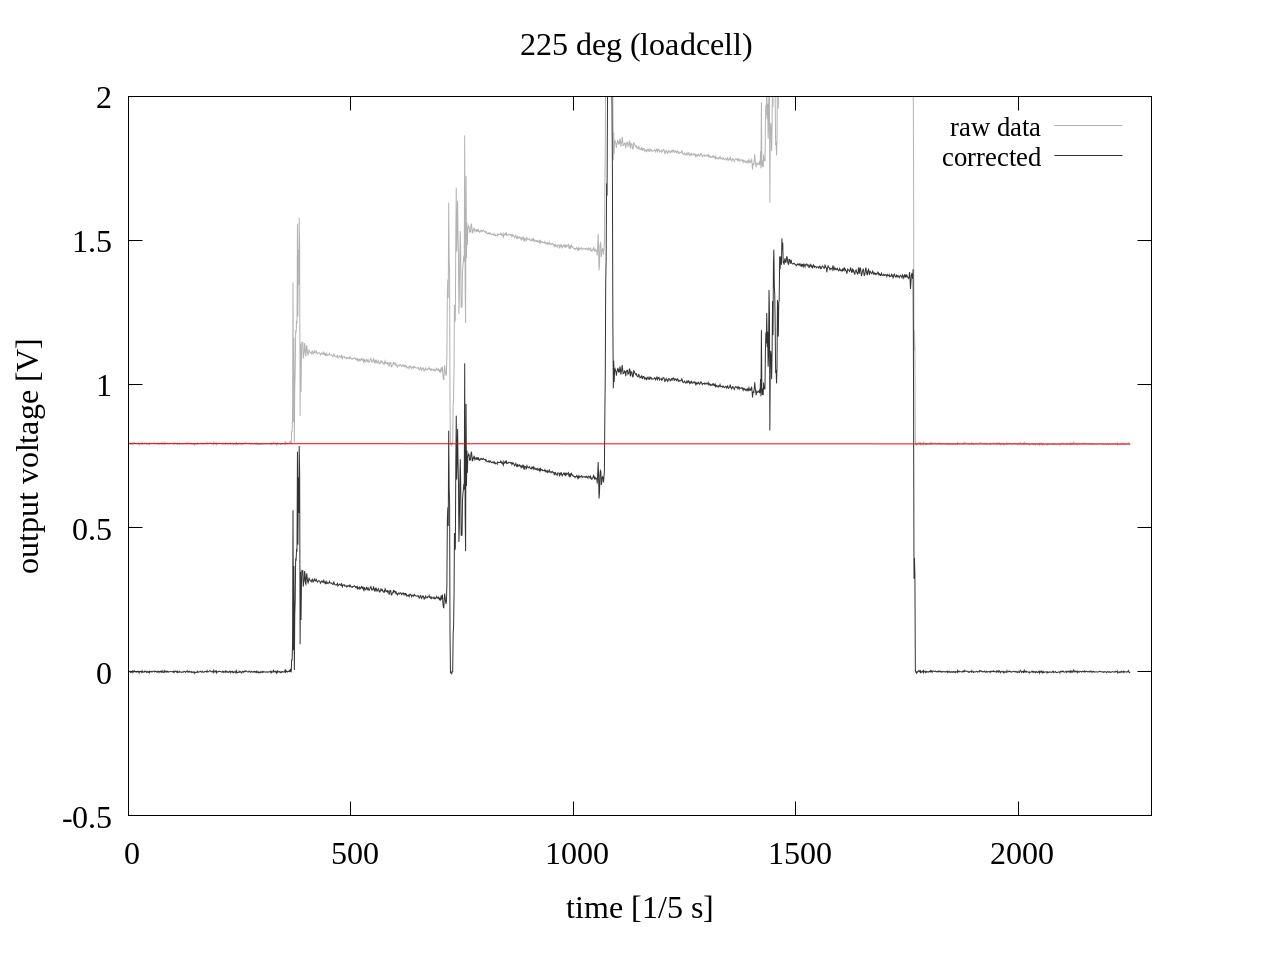 225 deg (loadcell)
raw data
corrected
2
1.5
1
0.5
0
-0.5
output voltage [V]
0 500 1000 1500 2000
time [1/5 s]